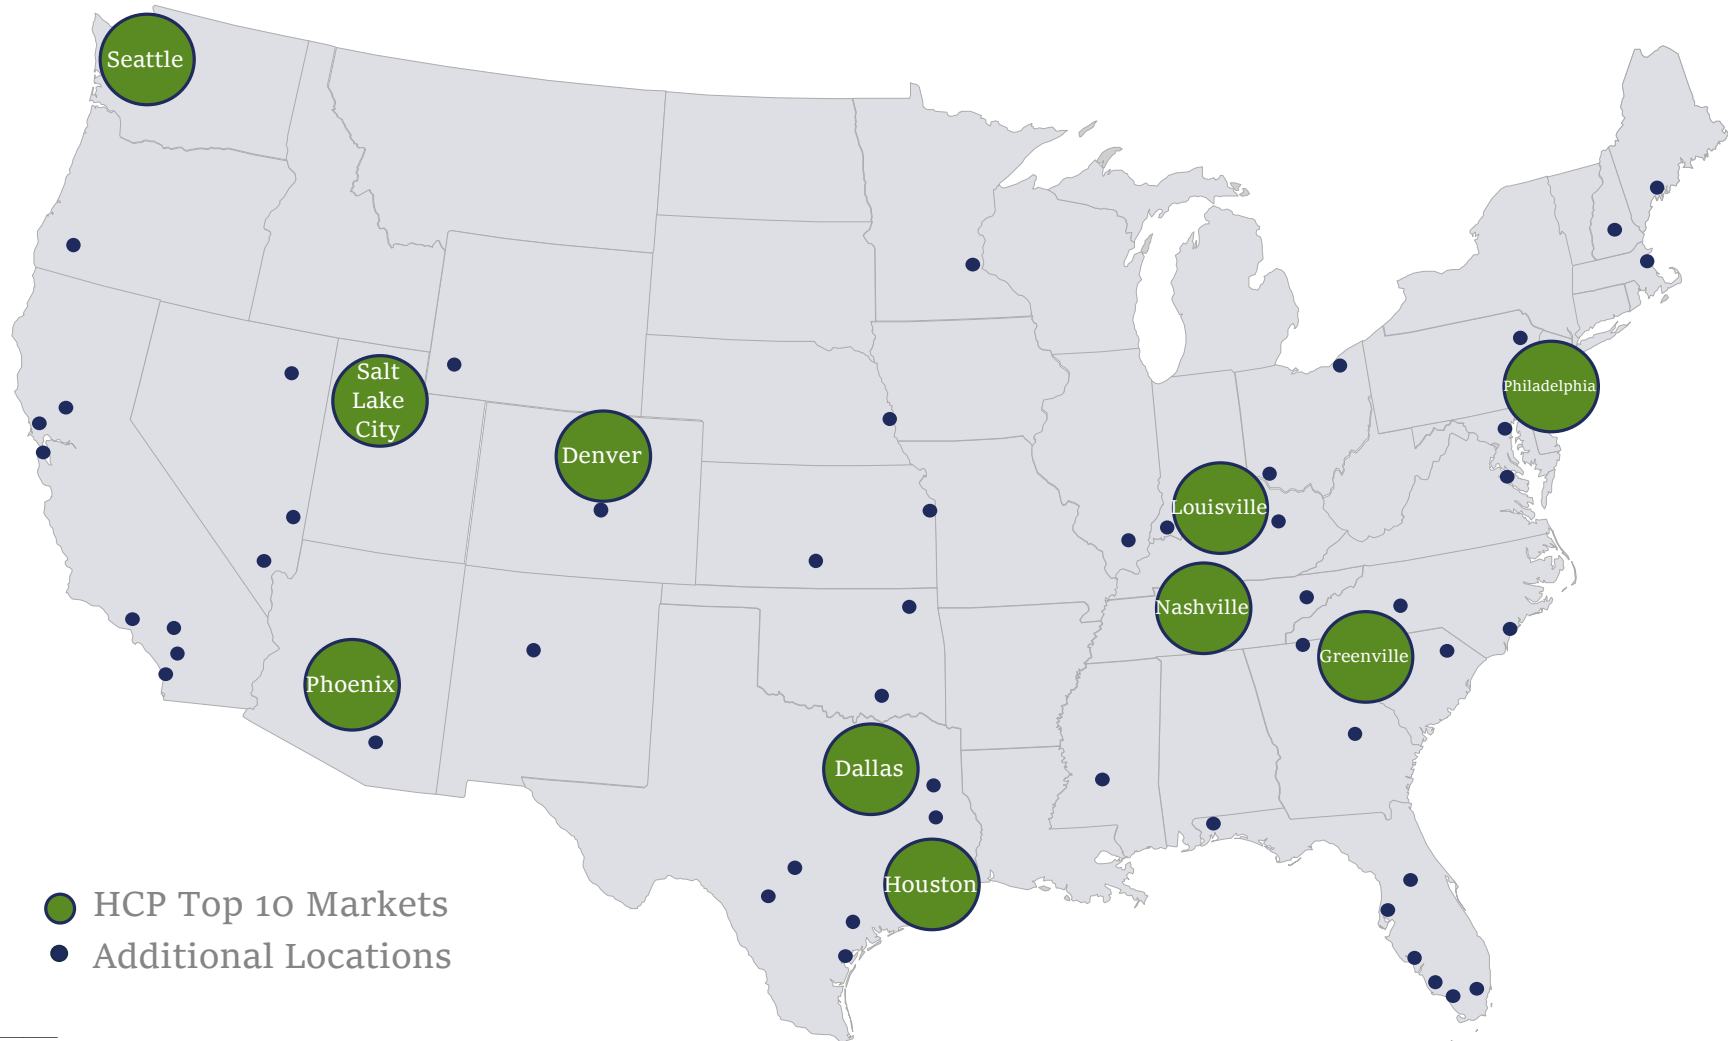 Seattle
Salt
Lake
City
Denver
Philadelphia
Louisville
Nashville
Greenville
Phoenix
Dallas
Houston
HCP Top 10 Markets
Additional Locations